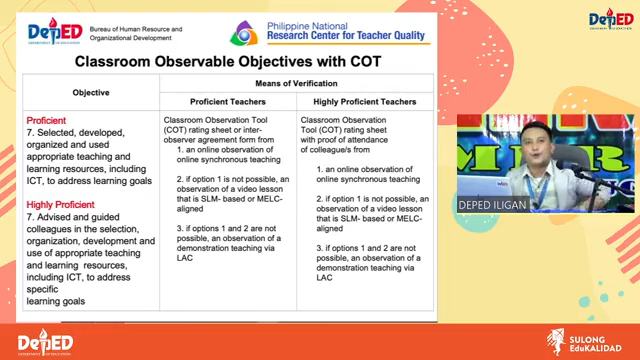 DepED
DEPARTMENT OF EDUCATION
Bureau of Human Resource and
Organizational Development
Philippine National
Research Center for Teacher Quality
DepED
Classroom Observable Objectives with COT
Objective
Means of Verification
Proficient Teachers
Highly Proficient Teachers
Proficient
7. Selected, developed,
organized and used
appropriate teaching and
learning resources, including
ICT, to address learning goals
Highly Proficient
7. Advised and guided
colleagues in the selection,
organization, development and
use of appropriate teaching
and learning resources,
including ICT, to address
specific
learning goals
Classroom Observation Tool
(COT) rating sheet or inter-
observer agreement form from
1. an online observation of
online synchronous teaching
2. if option 1 is not possible, an
observation of a video lesson
that is SLM- based or MELC-
aligned
3. if options 1 and 2 are not
possible, an observation of a
demonstration teaching via
LAC
Classroom Observation
Tool (COT) rating sheet
with proof of attendance
of colleague/s from
1. an online observation of
online synchronous teaching
2. if option 1 is not possible, an
observation of a video lesson
that is SLM- based or MELC-
aligned
3. if options 1 and 2 are not
possible, an observation of a
demonstration teaching via
LAC
DEPED ILIGAN
DepED
DEPARTMENT OF EDUCATION
SULONG
EduKALIDAD